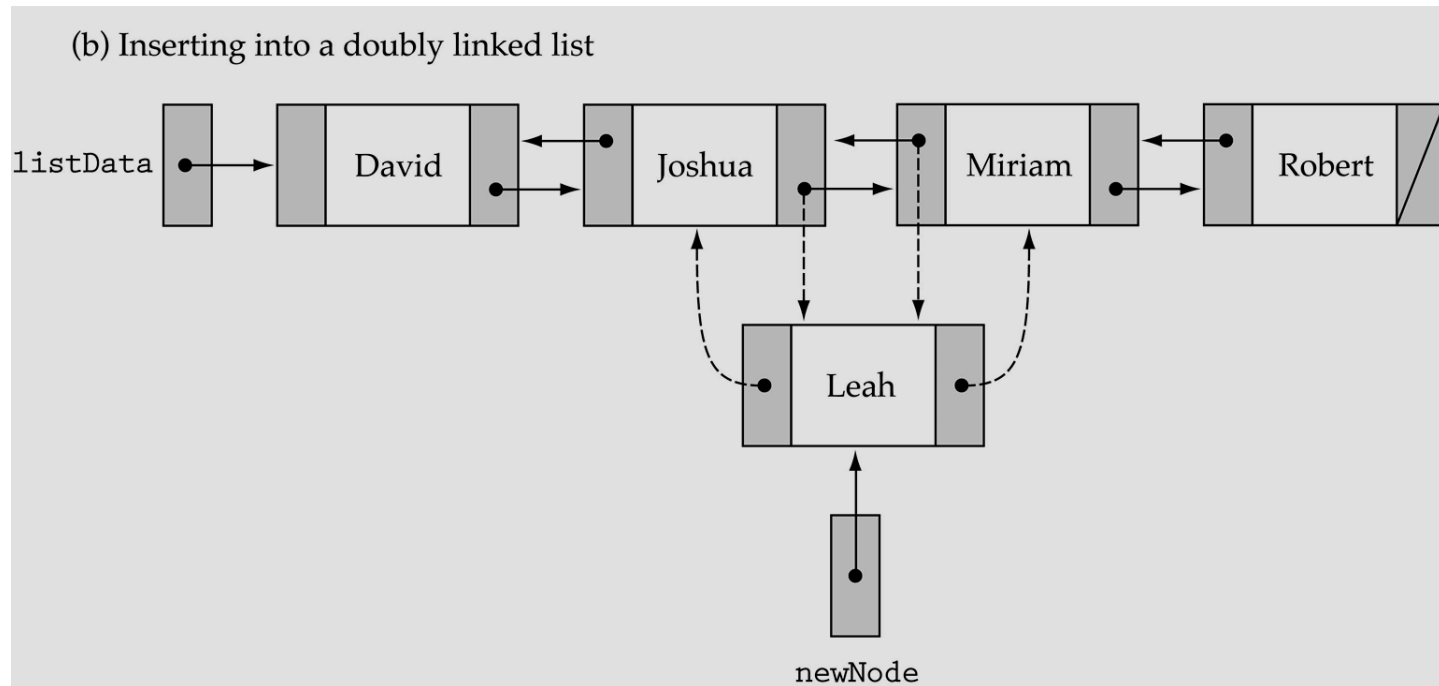 (b) Inserting into a doubly linked list
listData
David
Joshua
Miriam
Robert
Leah
newNode